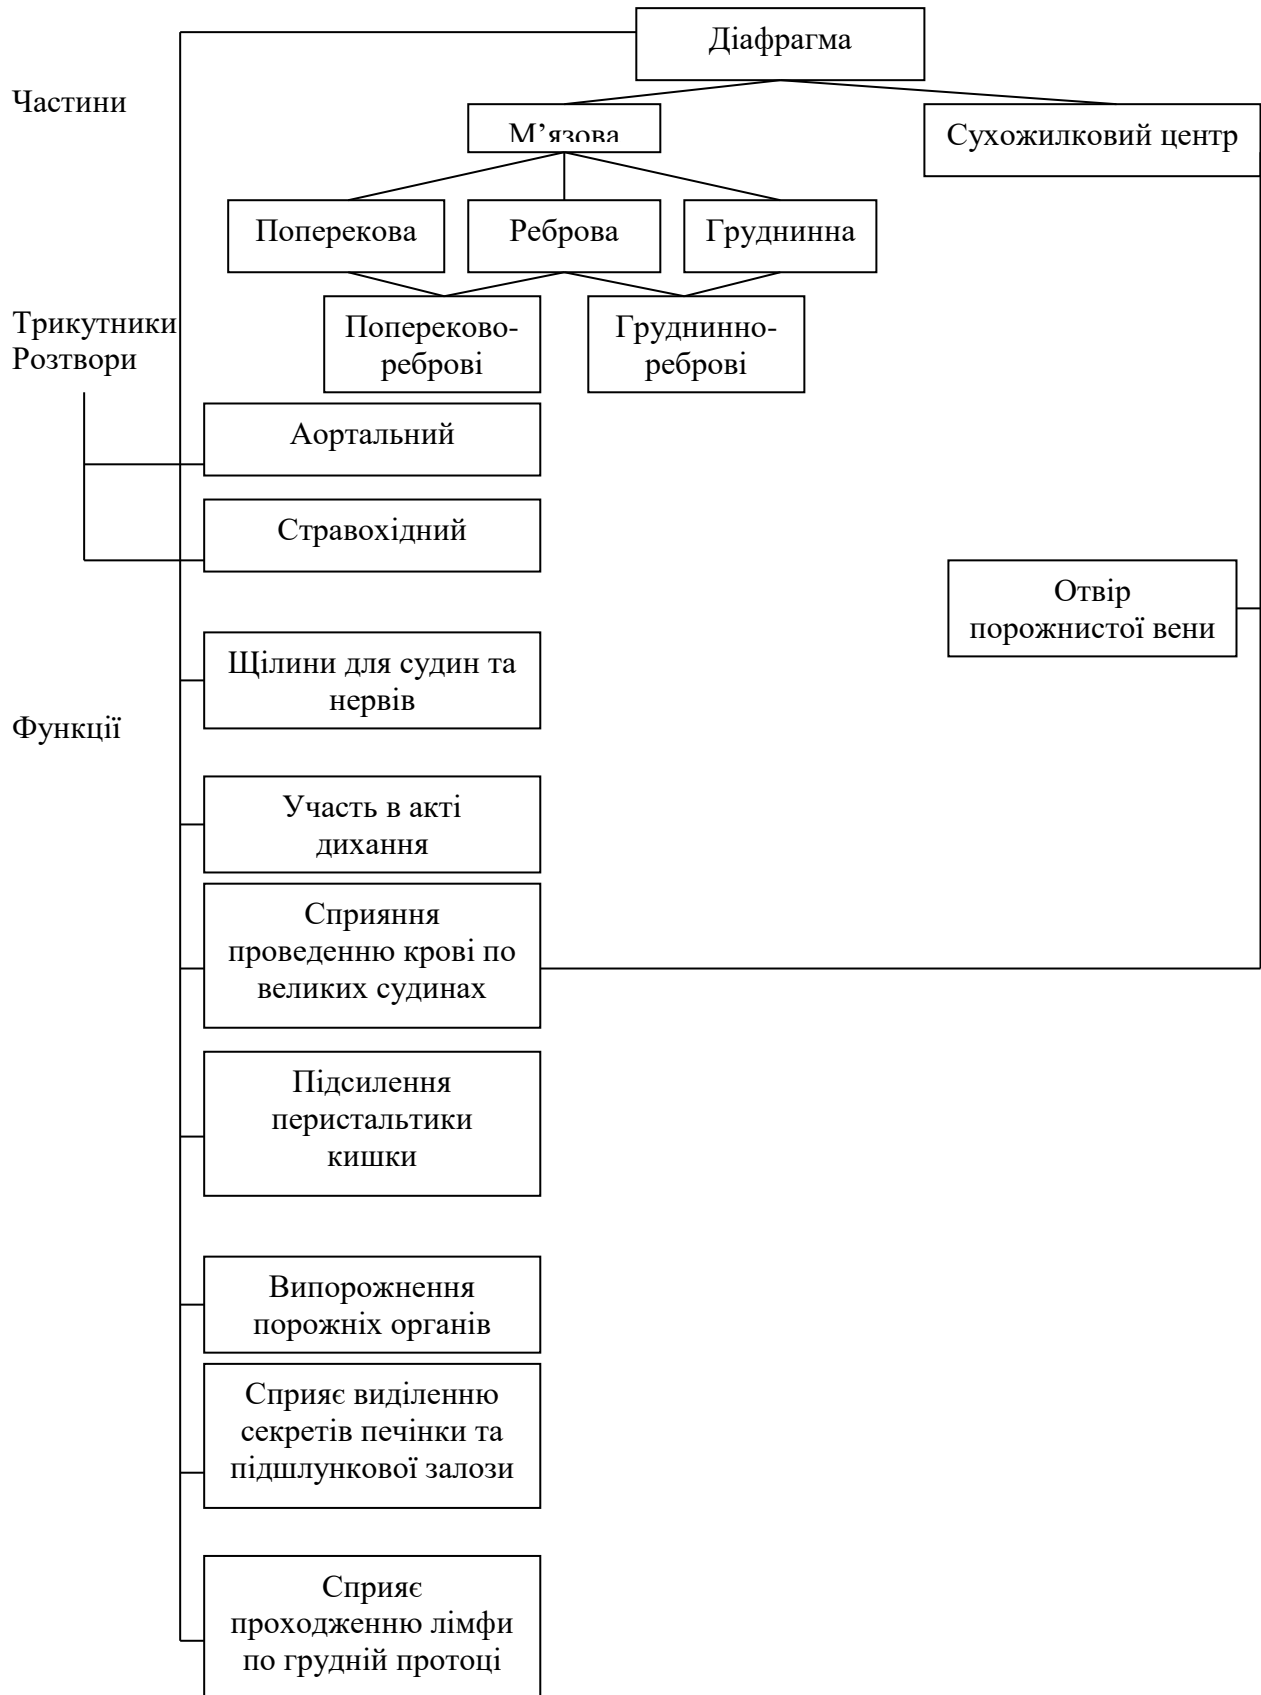 Діафрагма
Частини
М’язова
Сухожилковий центр
Поперекова
Реброва
Груднинна
Трикутники
Розтвори
Попереково-
реброві
Груднинно-
реброві
Аортальний
Стравохідний
Отвір
порожнистої вени
Щілини для судин та
нервів
Функції
Участь в акті
дихання
Сприяння
проведенню крові по
великих судинах
Підсилення
перистальтики
кишки
Випорожнення
порожніх органів
Сприяє виділенню
секретів печінки та
підшлункової залози
Сприяє
проходженню лімфи
по грудній протоці